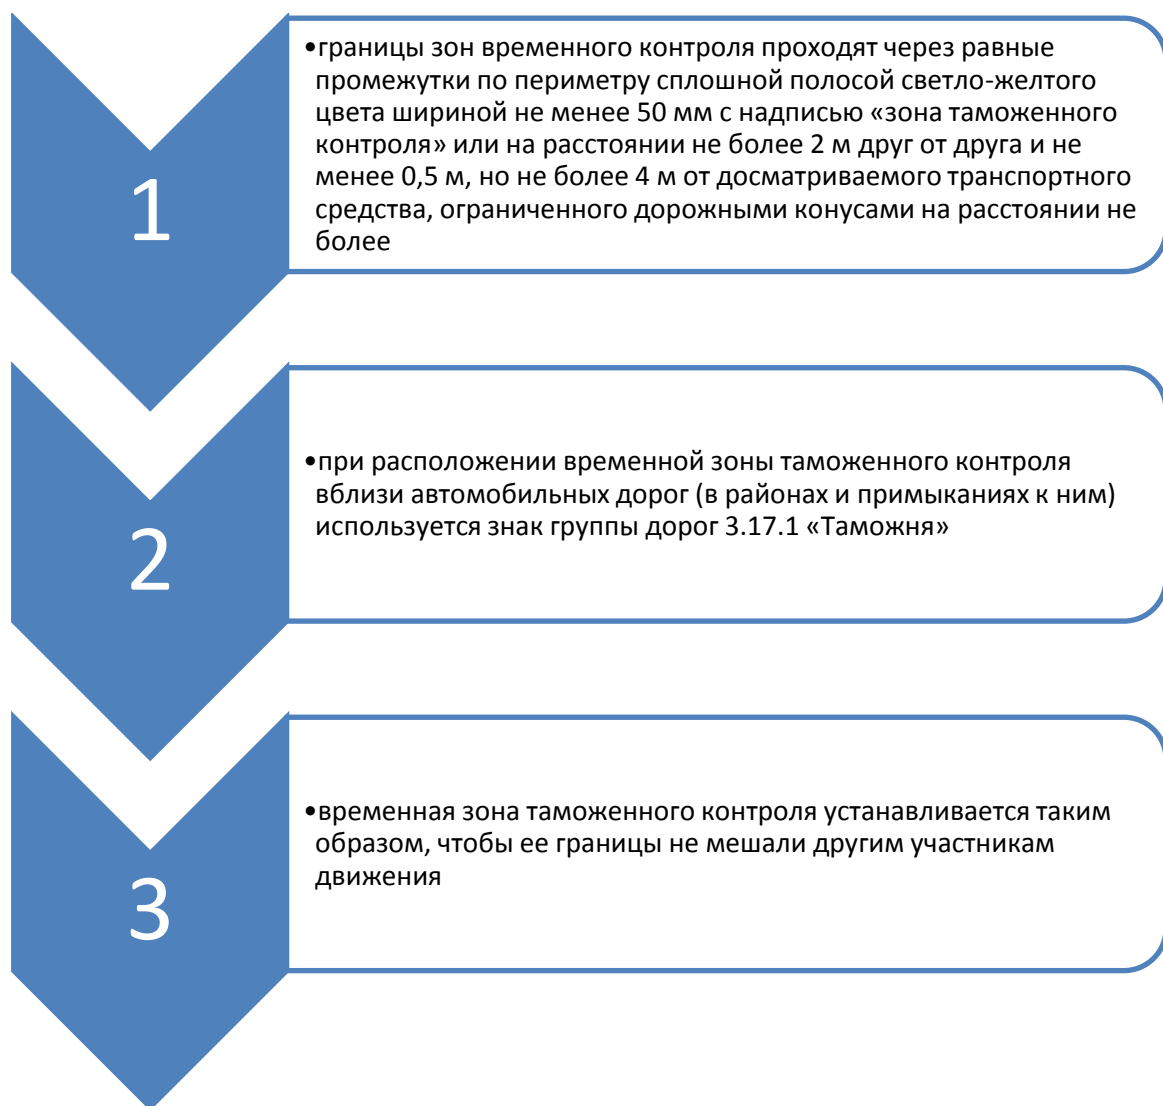 1
•границы зон временного контроля проходят через равные
промежутки по периметру сплошной полосой светло-желтого
цвета шириной не менее 50 мм с надписью «зона таможенного
контроля» или на расстоянии не более 2 м друг от друга и не
менее 0,5 м, но не более 4 м от досматриваемого транспортного
средства, ограниченного дорожными конусами на расстоянии не
более
2
•при расположении временной зоны таможенного контроля
вблизи автомобильных дорог (в районах и примыканиях к ним)
используется знак группы дорог 3.17.1 «Таможня»
3
•временная зона таможенного контроля устанавливается таким
образом, чтобы ее границы не мешали другим участникам
движения